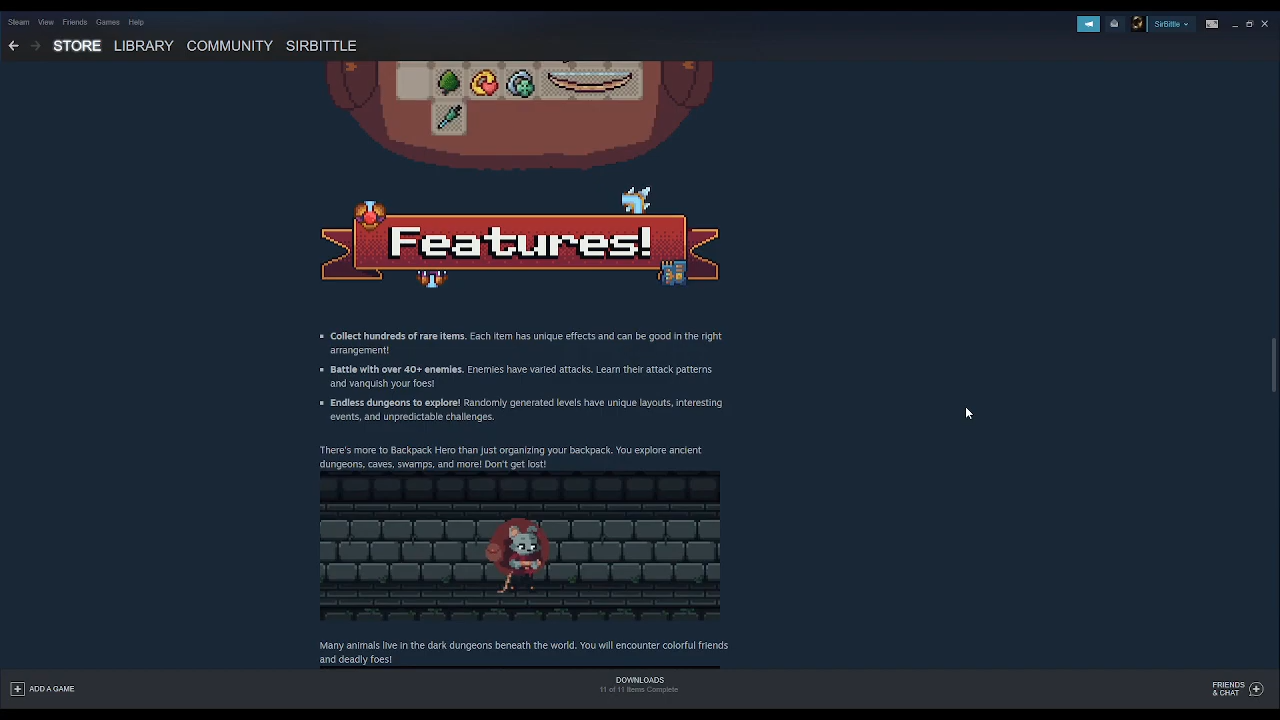 Steam View Friends Games Help
SirBittle
STORE LIBRARY COMMUNITY SIRBITTLE
Features!
Collect hundreds of rare items. Each item has unique effects and can be good in the right
arrangement!
Battle with over 40+ enemies. Enemies have varied attacks. Learn their attack patterns
and vanquish your foes!
Endless dungeons to explore! Randomly generated levels have unique layouts, interesting
events, and unpredictable challenges.
There's more to Backpack Hero than just organizing your backpack. You explore ancient
dungeons, caves, swamps, and more! Don't get lost!
Many animals live in the dark dungeons beneath the world. You will encounter colorful friends
and deadly foes!
ADD A GAME
DOWNLOADS
11 of 11 Items Complete
FRIENDS
& CHAT